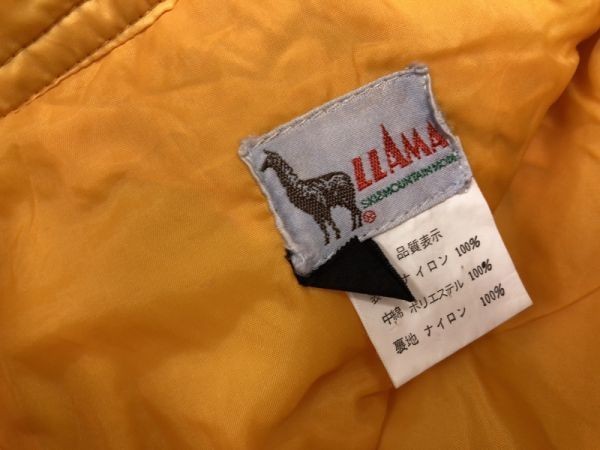 LLAMA
SKI & MOUNTAIN MODE
品質表示
ナイロン 100%
中綿 ポリエステル 100%
裏地 ナイロン 100%